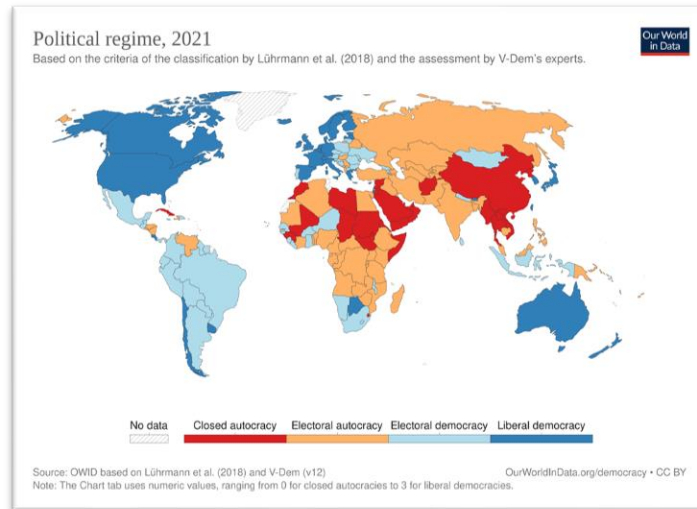 Political regime, 2021
Our World
in Data
Based on the criteria of the classification by Lührmann et al. (2018) and the assessment by V-Dem's experts.
No data
Closed autocracy
Electoral autocracy
Electoral democracy
Liberal democracy
Source: OWID based on Lührmann et al. (2018) and V-Dem (v12)
OurWorldInData.org/democracy • CC BY
Note: The Chart tab uses numeric values, ranging from 0 for closed autocracies to 3 for liberal democracies.